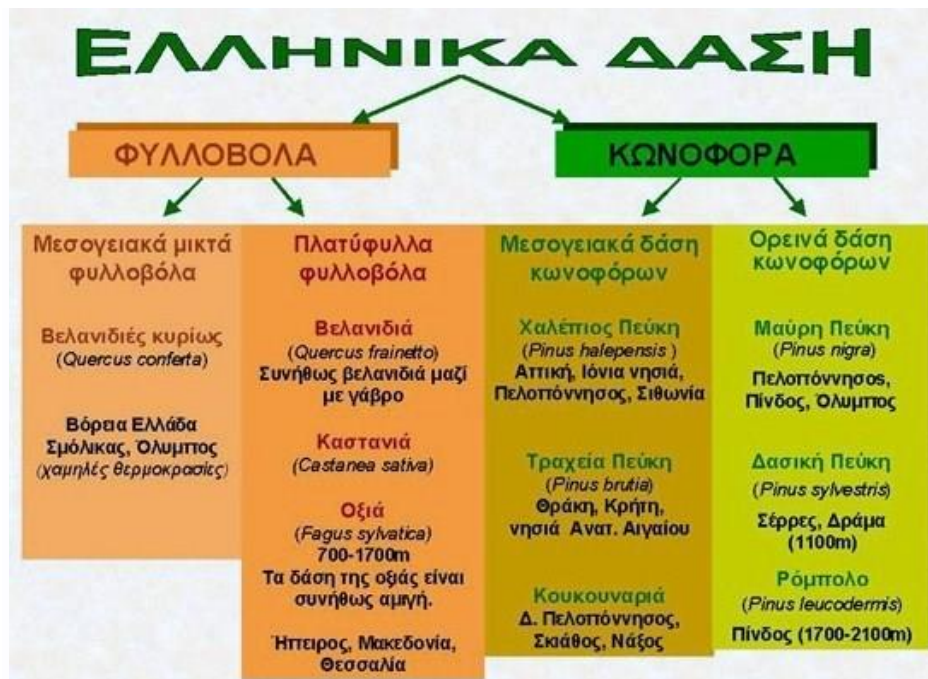 ΕΛΛΗΝΙΚΑ ΔΑΣΗ
ΦΥΛΛΟΒΟΛΑ
ΚΩΝΟΦΟΡΑ
Μεσογειακά μικτά
φυλλοβόλα
Βελανιδιές κυρίως
(Quercus conferta)
Βόρεια Ελλάδα
Σμόλικας, Όλυμπος
(χαμηλές θερμοκρασίες)
Πλατύφυλλα
φυλλοβόλα
Βελανιδιά
(Quercus frainetto)
Συνήθως βελανιδιά μαζί
με γάβρο
Καστανιά
(Castanea sativa)
Οξιά
(Fagus sylvatica)
700-1700m
Τα δάση της οξιάς είναι
συνήθως αμιγή.
Ήπειρος, Μακεδονία,
Θεσσαλία
Μεσογειακά δάση
κωνοφόρων
Χαλέπιος Πεύκη
(Pinus halepensis )
Αττική, Ιόνια νησιά,
Πελοπόννησος, Σιθωνία
Τραχεία Πεύκη
(Pinus brutia)
Θράκη, Κρήτη,
νησιά Ανατ. Αιγαίου
Κουκουναριά
Δ. Πελοπόννησος,
Σκιάθος, Νάξος
Ορεινά δάση
κωνοφόρων
Μαύρη Πεύκη
(Pinus nigra)
Πελοπόννησος,
Πίνδος, Όλυμπος
Δασική Πεύκη
(Pinus sylvestris)
Σέρρες, Δράμα
(1100m)
Ρόμπολο
(Pinus leucodermis)
Πίνδος (1700-2100m)